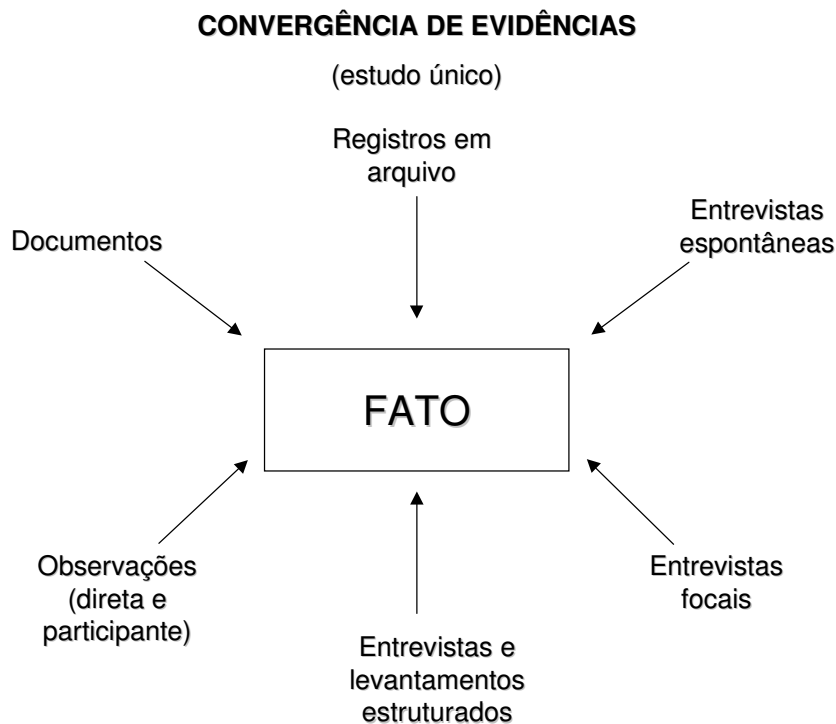 CONVERGÊNCIA DE EVIDÊNCIAS
(estudo único)
Registros em
arquivo
Documentos
Entrevistas
espontâneas
FATO
Observações
(direta e
participante)
Entrevistas e
levantamentos
estruturados
Entrevistas
focais